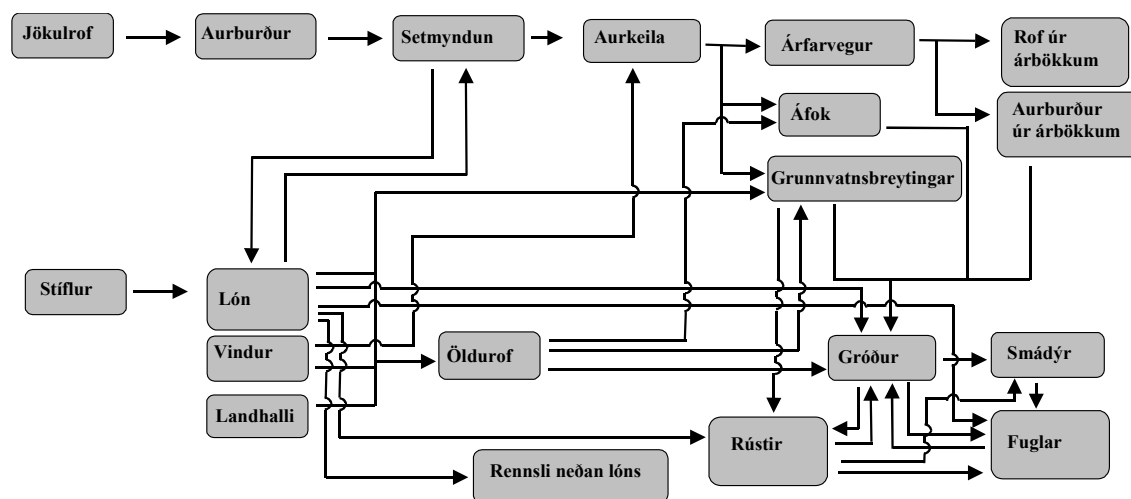 Jökulrof
Aurburður
Setmyndun
Aurkeila
Árfarvegur
Rof úr
árbökkum
Áfok
Aurburður
úr árbökkum
Grunnvatnsbreytingar
Stíflur
Lón
Vindur
Öldurof
Gróður
Smádýr
Landhalli
Rústir
Fuglar
Rennsli neðan lóns